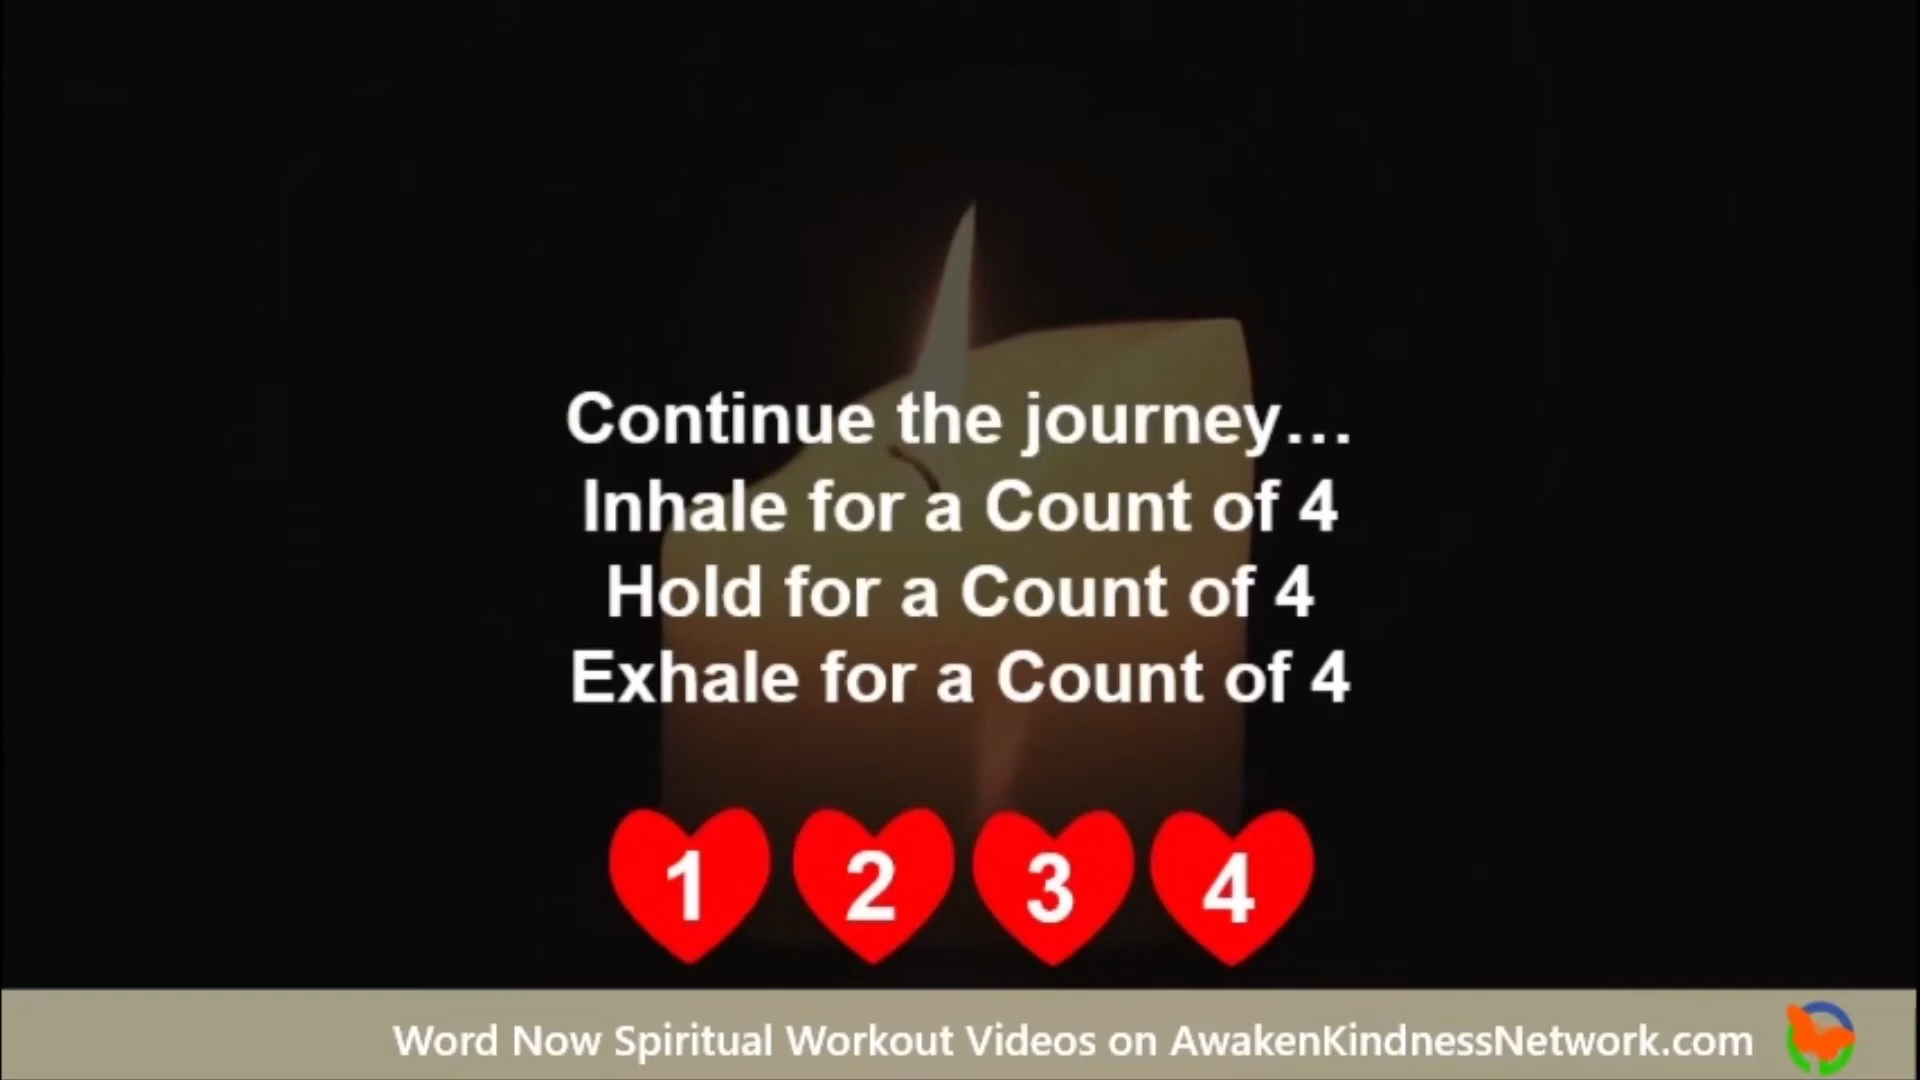 Continue the journey...
Inhale for a Count of 4
Hold for a Count of 4
Exhale for a Count of 4
1 2 3 4
Word Now Spiritual Workout Videos on AwakenKindnessNetwork.com